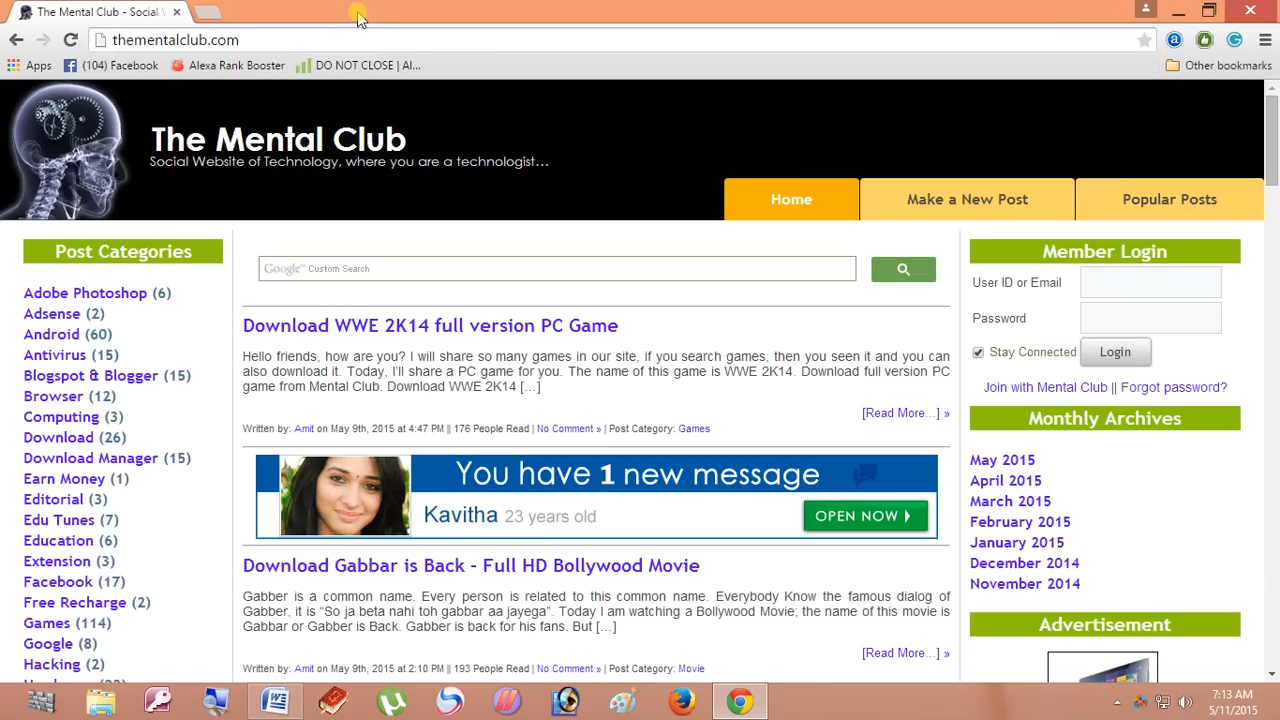 The Mental Club - Social W
thementalclub.com
Apps
(104) Facebook
Alexa Rank Booster
DO NOT CLOSE | Al...
Other bookmarks
The Mental Club
Social Website of Technology, where you are a technologist...
Home
Make a New Post
Popular Posts
Post Categories
Adobe Photoshop (6)
Adsense (2)
Android (60)
Antivirus (15)
Blogspot & Blogger (15)
Browser (12)
Computing (3)
Download (26)
Download Manager (15)
Earn Money (1)
Editorial (3)
Edu Tunes (7)
Education (6)
Extension (3)
Facebook (17)
Free Recharge (2)
Games (114)
Google (8)
Hacking (2)
Google™ Custom Search
Download WWE 2K14 full version PC Game
Hello friends, how are you? I will share so many games in our site, if you search games, then you seen it and you can
also download it. Today, I'll share a PC game for you. The name of this game is WWE 2K14. Download full version PC
game from Mental Club. Download WWE 2K14 [...]
[Read More...] »
Written by: Amit on May 9th, 2015 at 4:47 PM || 176 People Read | No Comment » | Post Category: Games
You have 1 new message
Kavitha 23 years old
OPEN NOW
Download Gabbar is Back - Full HD Bollywood Movie
Gabber is a common name. Every person is related to this common name. Everybody Know the famous dialog of
Gabber, it is “So ja beta nahi toh gabbar aa jayega”. Today I am watching a Bollywood Movie; the name of this movie is
Gabbar or Gabber is Back. Gabber is back for his fans. But [...]
[Read More...] »
Written by: Amit on May 9th, 2015 at 2:10 PM || 193 People Read | No Comment » | Post Category: Movie
Member Login
User ID or Email
Password
Stay Connected
Login
Join with Mental Club || Forgot password?
Monthly Archives
May 2015
April 2015
March 2015
February 2015
January 2015
December 2014
November 2014
Advertisement
7:13 AM
5/11/2015